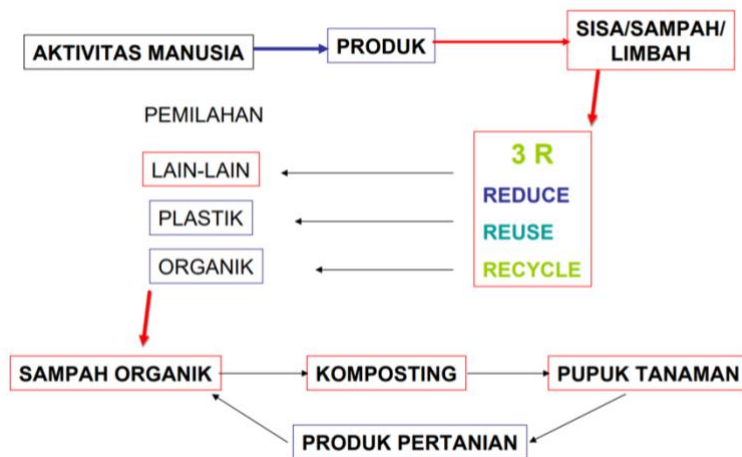 AKTIVITAS MANUSIA
PRODUK
SISA/SAMPAH/
LIMBAH
PEMILAHAN
LAIN-LAIN
PLASTIK
ORGANIK
3 R
REDUCE
REUSE
RECYCLE
SAMPAH ORGANIK
KOMPOSTING
PUPUK TANAMAN
PRODUK PERTANIAN